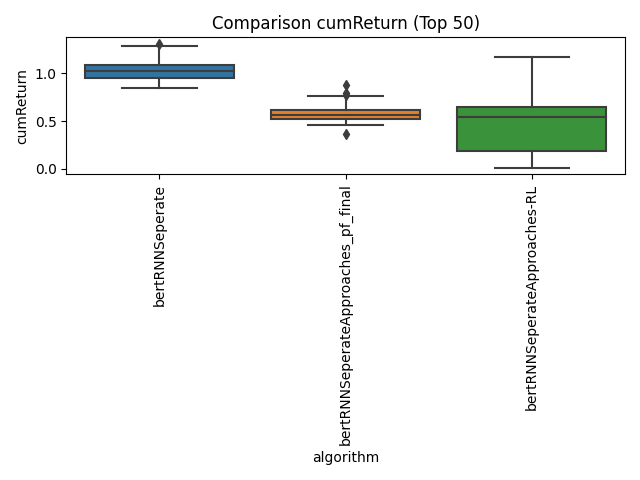 Comparison cumReturn (Top 50)
cumReturn
1.0
0.5
0.0
bertRNNSeperate
bertRNNSeperateApproaches_pf_final
bertRNNSeperateApproaches-RL
algorithm